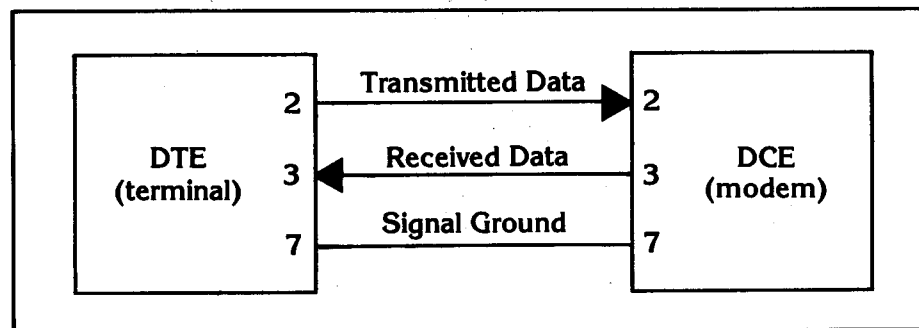 Transmitted Data
2
2
DTE
(terminal)
3
Received Data
3
DCE
(modem)
Signal Ground
7
7